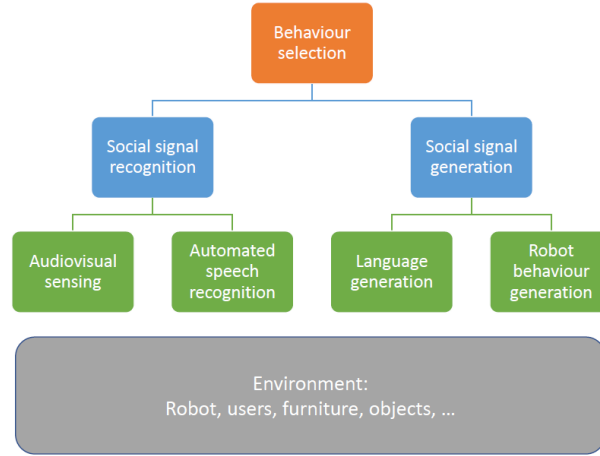 Behaviour
selection
Social signal
recognition
Social signal
generation
Audiovisual
sensing
Automated
speech
recognition
Language
generation
Robot
behaviour
generation
Environment:
Robot, users, furniture, objects, ...